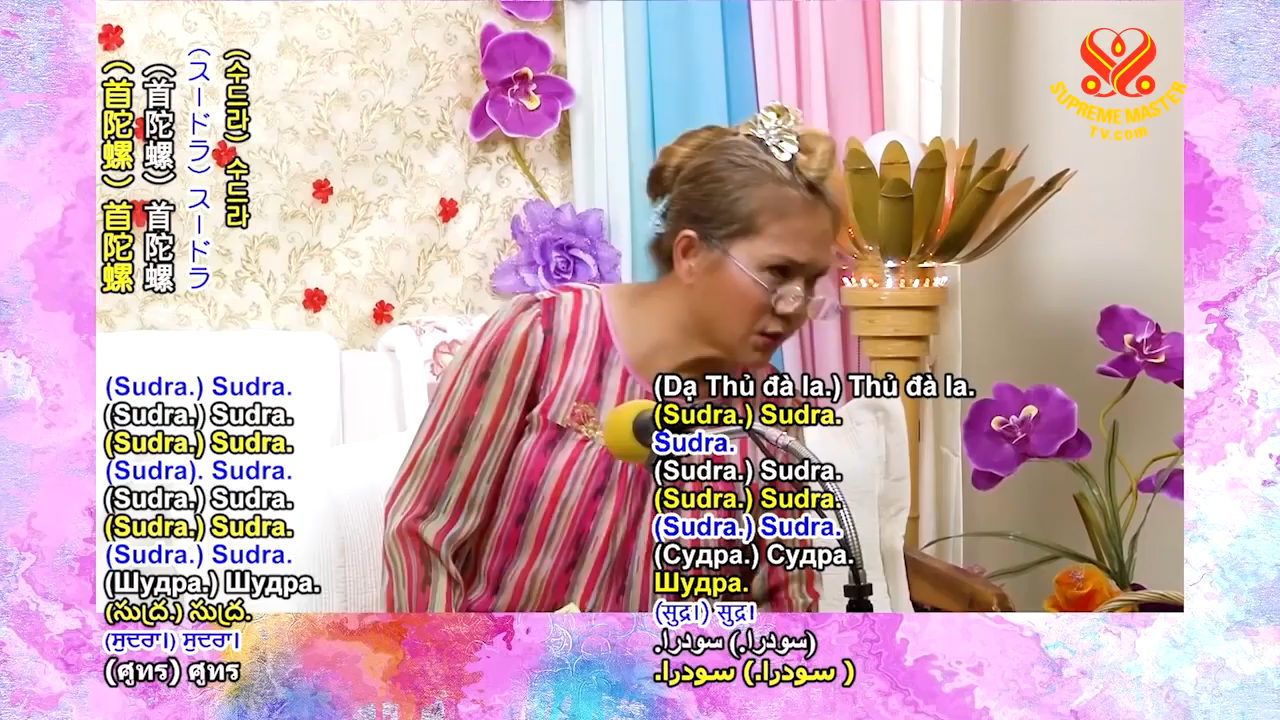 (수드라) 수드라
(スードラ) スードラ
(首陀螺) 首陀螺
(首陀螺) 首陀螺
SUPREME MASTER
TV.com
(Sudra.) Sudra.
(Sudra.) Sudra.
(Sudra.) Sudra.
(Sudra). Sudra.
(Sudra.) Sudra.
(Sudra.) Sudra.
(Sudra.) Sudra.
(Шудра.) Шудра.
(సుద్ర.) సుద్ర.
(ਸੁਦਰਾ।) ਸੁਦਰਾ।
(ศูทร) ศูทร
(Dạ Thủ đà la.) Thủ đà la.
(Sudra.) Sudra.
Sudra.
(Sudra.) Sudra.
(Sudra.) Sudra.
(Sudra.) Sudra.
(Судра.) Судра.
Шудра.
(सुद्र।) सुद्र।
(سودرا.) سودرا.
( سودرا.) سودرا.